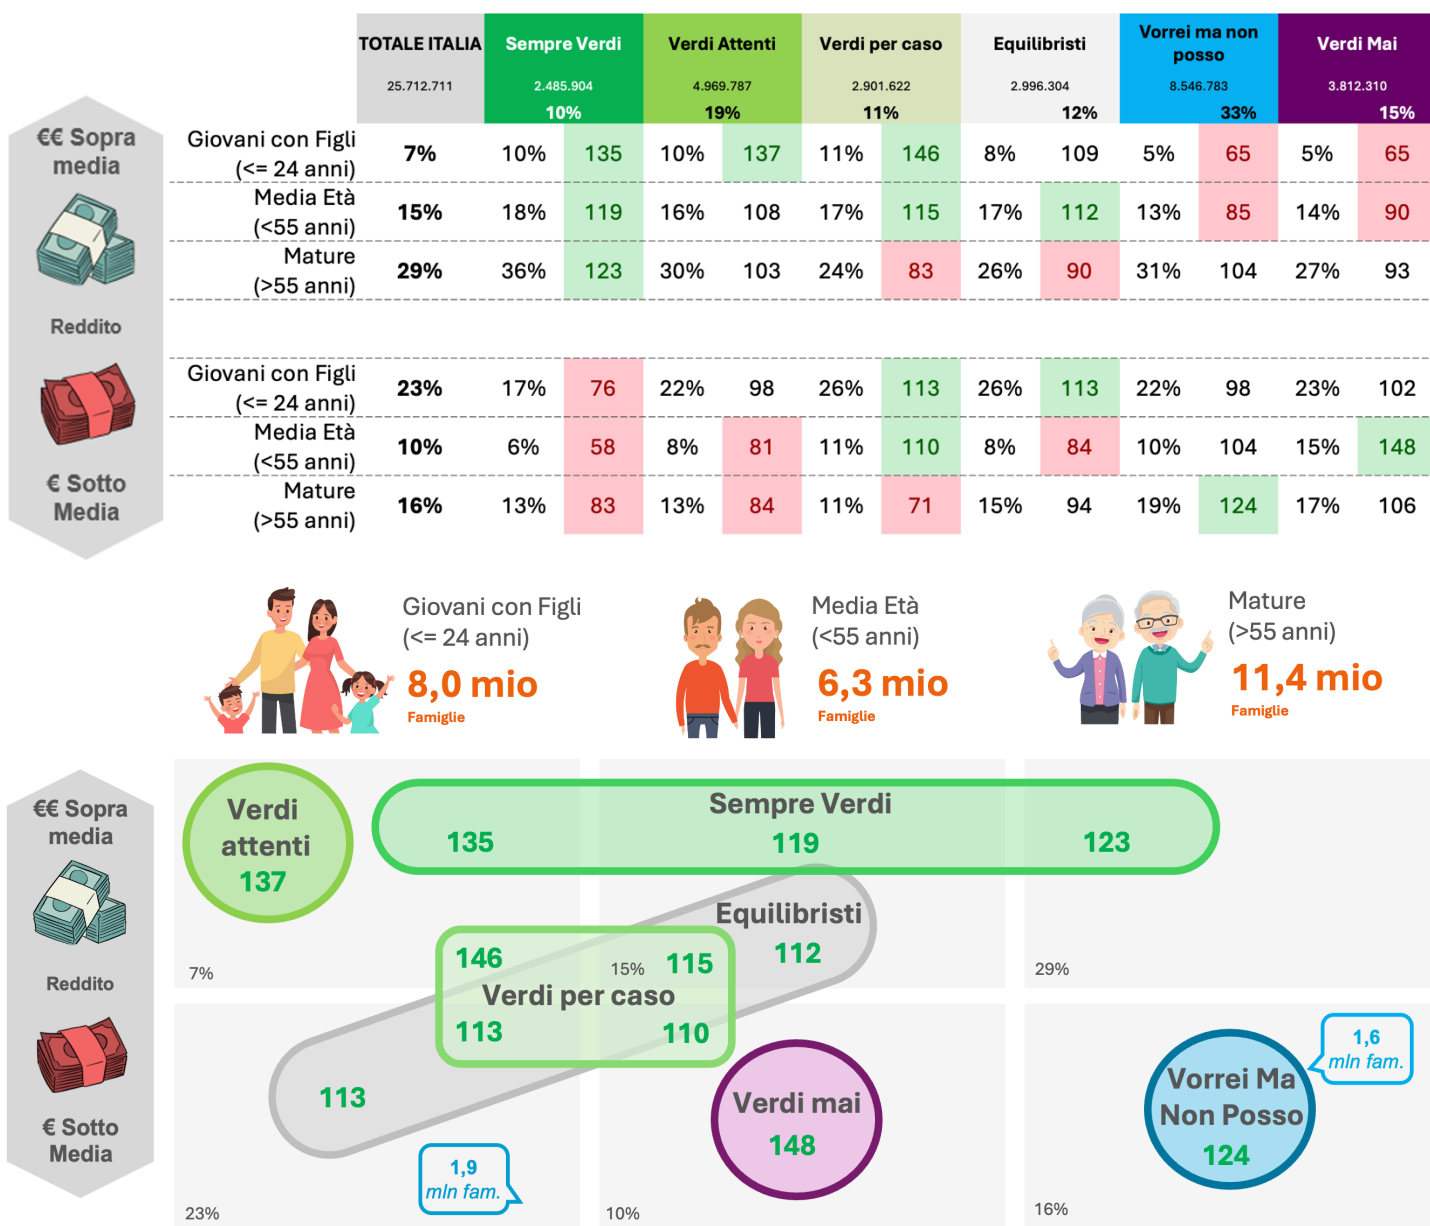 TOTALE ITALIA Sempre Verdi Verdi Attenti Verdi per caso Equilibristi Vorrei ma non posso Verdi Mai
25.712.711 2.485.904 4.969.787 2.901.622 2.996.304 8.546.783 3.812.310
10% 19% 11% 12% 33% 15%
€€ Sopra
media
Reddito
€ Sotto
Media
Giovani con Figli
(<= 24 anni) 7% 10% 135 10% 137 11% 146 8% 109 5% 65 5% 65
Media Età
(<55 anni) 15% 18% 119 16% 108 17% 115 17% 112 13% 85 14% 90
Mature
(>55 anni) 29% 36% 123 30% 103 24% 83 26% 90 31% 104 27% 93
Giovani con Figli
(<= 24 anni) 23% 17% 76 22% 98 26% 113 26% 113 22% 98 23% 102
Media Età
(<55 anni) 10% 6% 58 8% 81 11% 110 8% 84 10% 104 15% 148
Mature
(>55 anni) 16% 13% 83 13% 84 11% 71 15% 94 19% 124 17% 106
Giovani con Figli
(<= 24 anni)
8,0 mio
Famiglie
Media Età
(<55 anni)
6,3 mio
Famiglie
Mature
(>55 anni)
11,4 mio
Famiglie
€€ Sopra
media
Reddito
€ Sotto
Media
Verdi
attenti
137
Sempre Verdi
135 119 123
Equilibristi
112
146 115
Verdi per caso
113 110
7% 15% 29%
113
Verdi mai
148
Vorrei Ma
Non Posso
124
1,6
mln fam.
1,9
mln fam.
23% 10% 16%